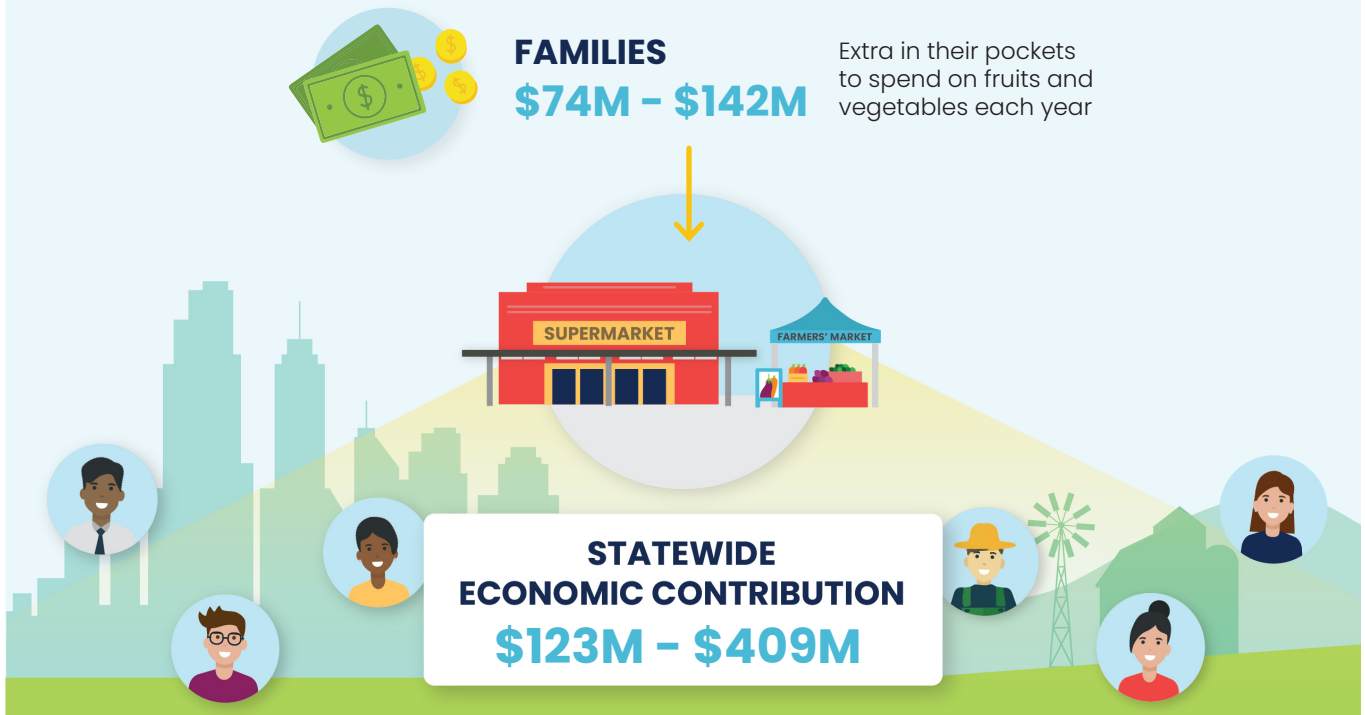 FAMILIES
$74M – $142M
Extra in their pockets
to spend on fruits and
vegetables each year
SUPERMARKET
FARMERS' MARKET
STATEWIDE
ECONOMIC CONTRIBUTION
$123M – $409M